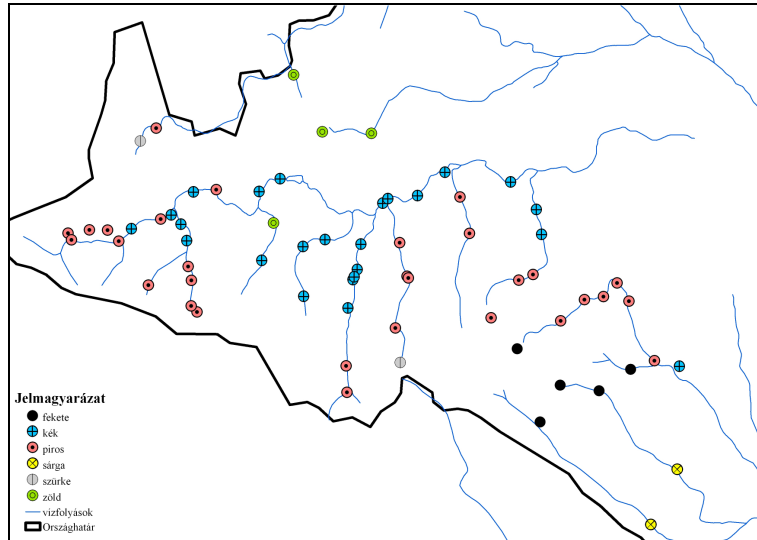 Jelmagyarázat
fekete
kék
piros
sárga
szürke
zöld
vízfolyások
Országhatár